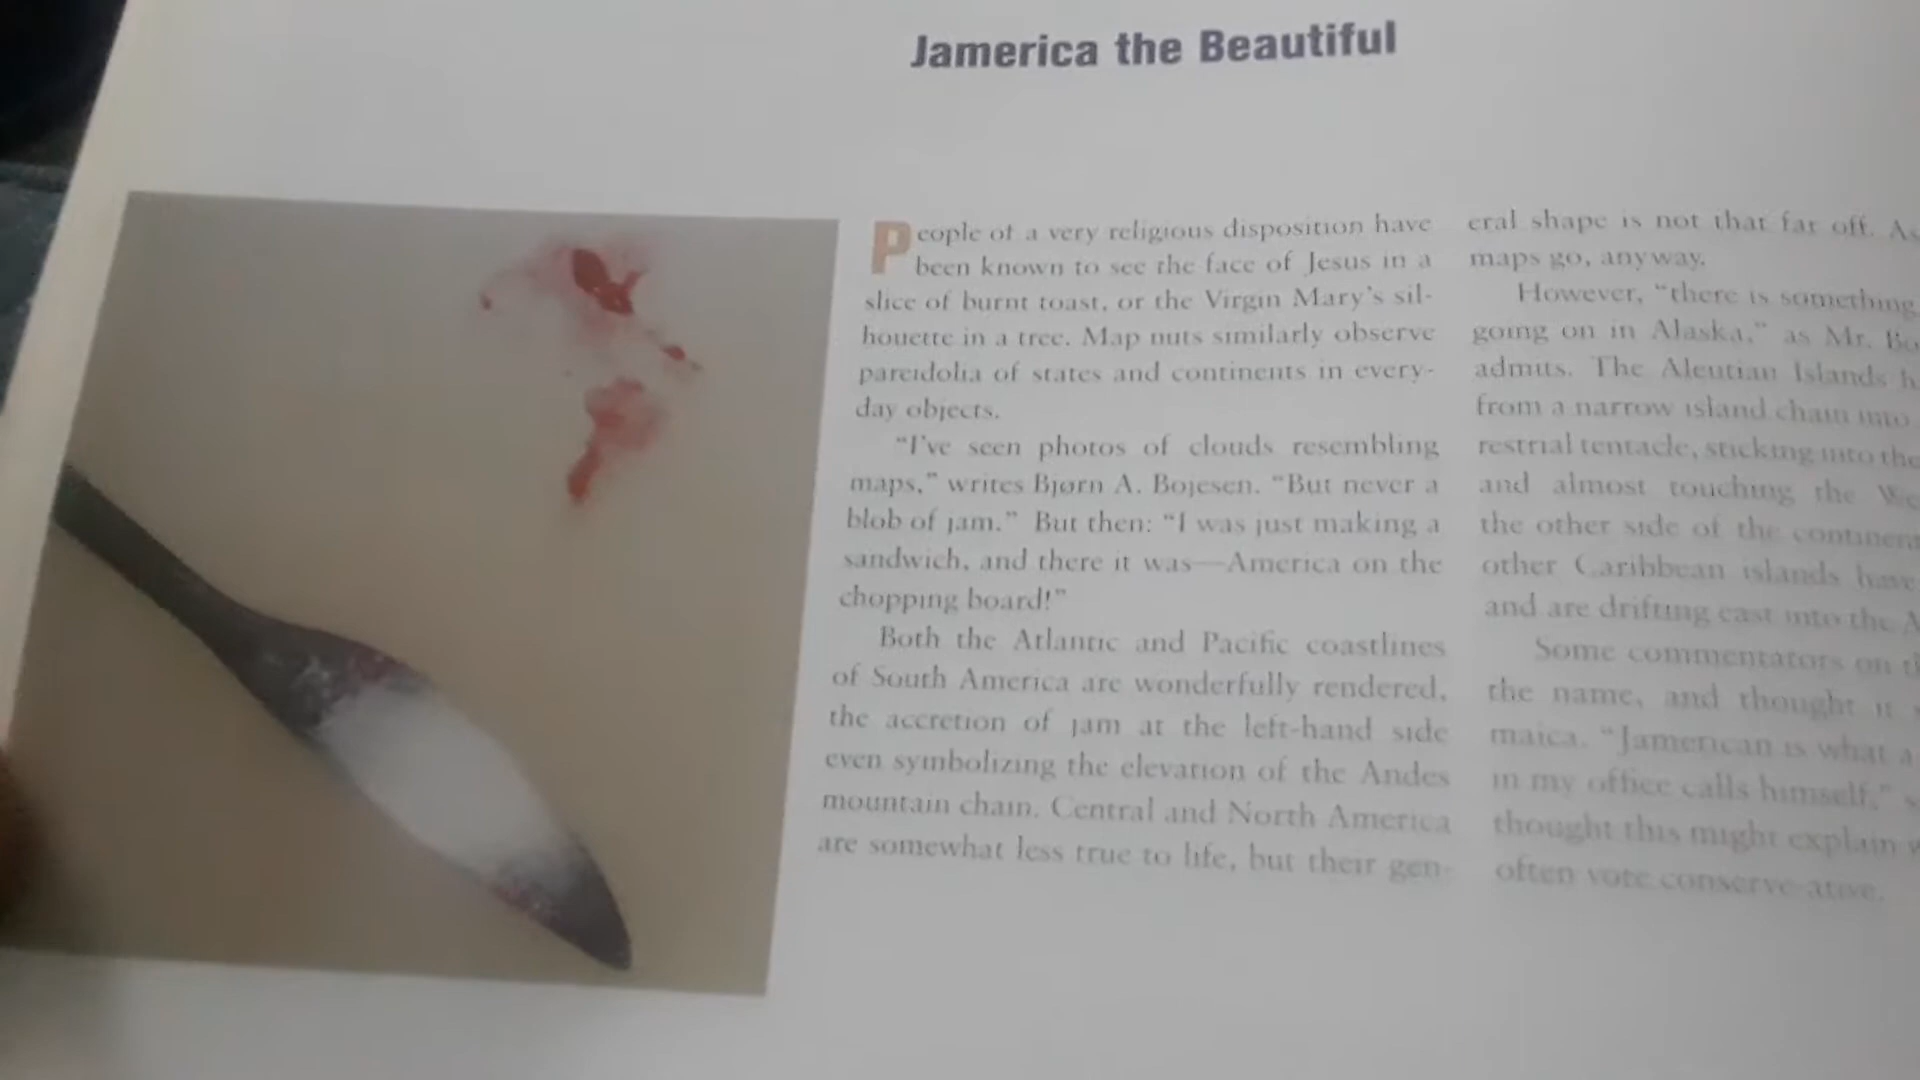 Jamerica the Beautiful
People of a very religious disposition have
been known to see the face of Jesus in a
slice of burnt toast, or the Virgin Mary's sil-
houette in a tree. Map nuts similarly observe
pareidolia of states and continents in every-
day objects.
"I've seen photos of clouds resembling
maps," writes Bjørn A. Bojesen. "But never a
blob of jam." But then: "I was just making a
sandwich, and there it was—America on the
chopping board!"
Both the Atlantic and Pacific coastlines
of South America are wonderfully rendered,
the accretion of jam at the left-hand side
even symbolizing the elevation of the Andes
mountain chain. Central and North America
are somewhat less true to life, but their gen-
eral shape is not that far off. As
maps go, anyway.
However, "there is something
going on in Alaska," as Mr. Bo
admits. The Aleutian Islands h
from a narrow island chain into
restrial tentacle, sticking into the
and almost touching the We
the other side of the continent
other Caribbean islands have
and are drifting east into the A
Some commentators on th
the name, and thought it
maica. "Jamerican is what a
in my office calls himself,"
thought this might explain
often vote conserve-ative.